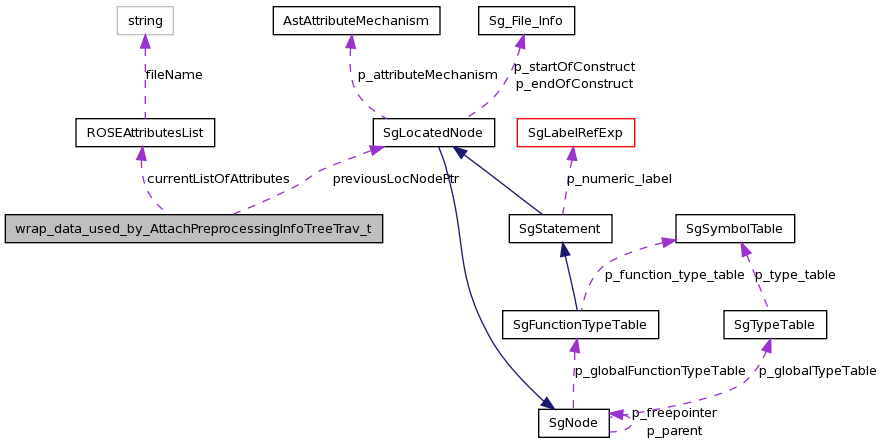 string
AstAttributeMechanism
Sg_File_Info
fileName
p_attributeMechanism
p_startOfConstruct
p_endOfConstruct
ROSEAttributesList
SgLocatedNode
SgLabelRefExp
currentListOfAttributes
previousLocNodePtr
p_numeric_label
wrap_data_used_by_AttachPreprocessingInfoTreeTrav_t
SgStatement
SgSymbolTable
p_function_type_table
p_type_table
SgFunctionTypeTable
SgTypeTable
p_globalFunctionTypeTable
p_globalTypeTable
SgNode
p_freepointer
p_parent